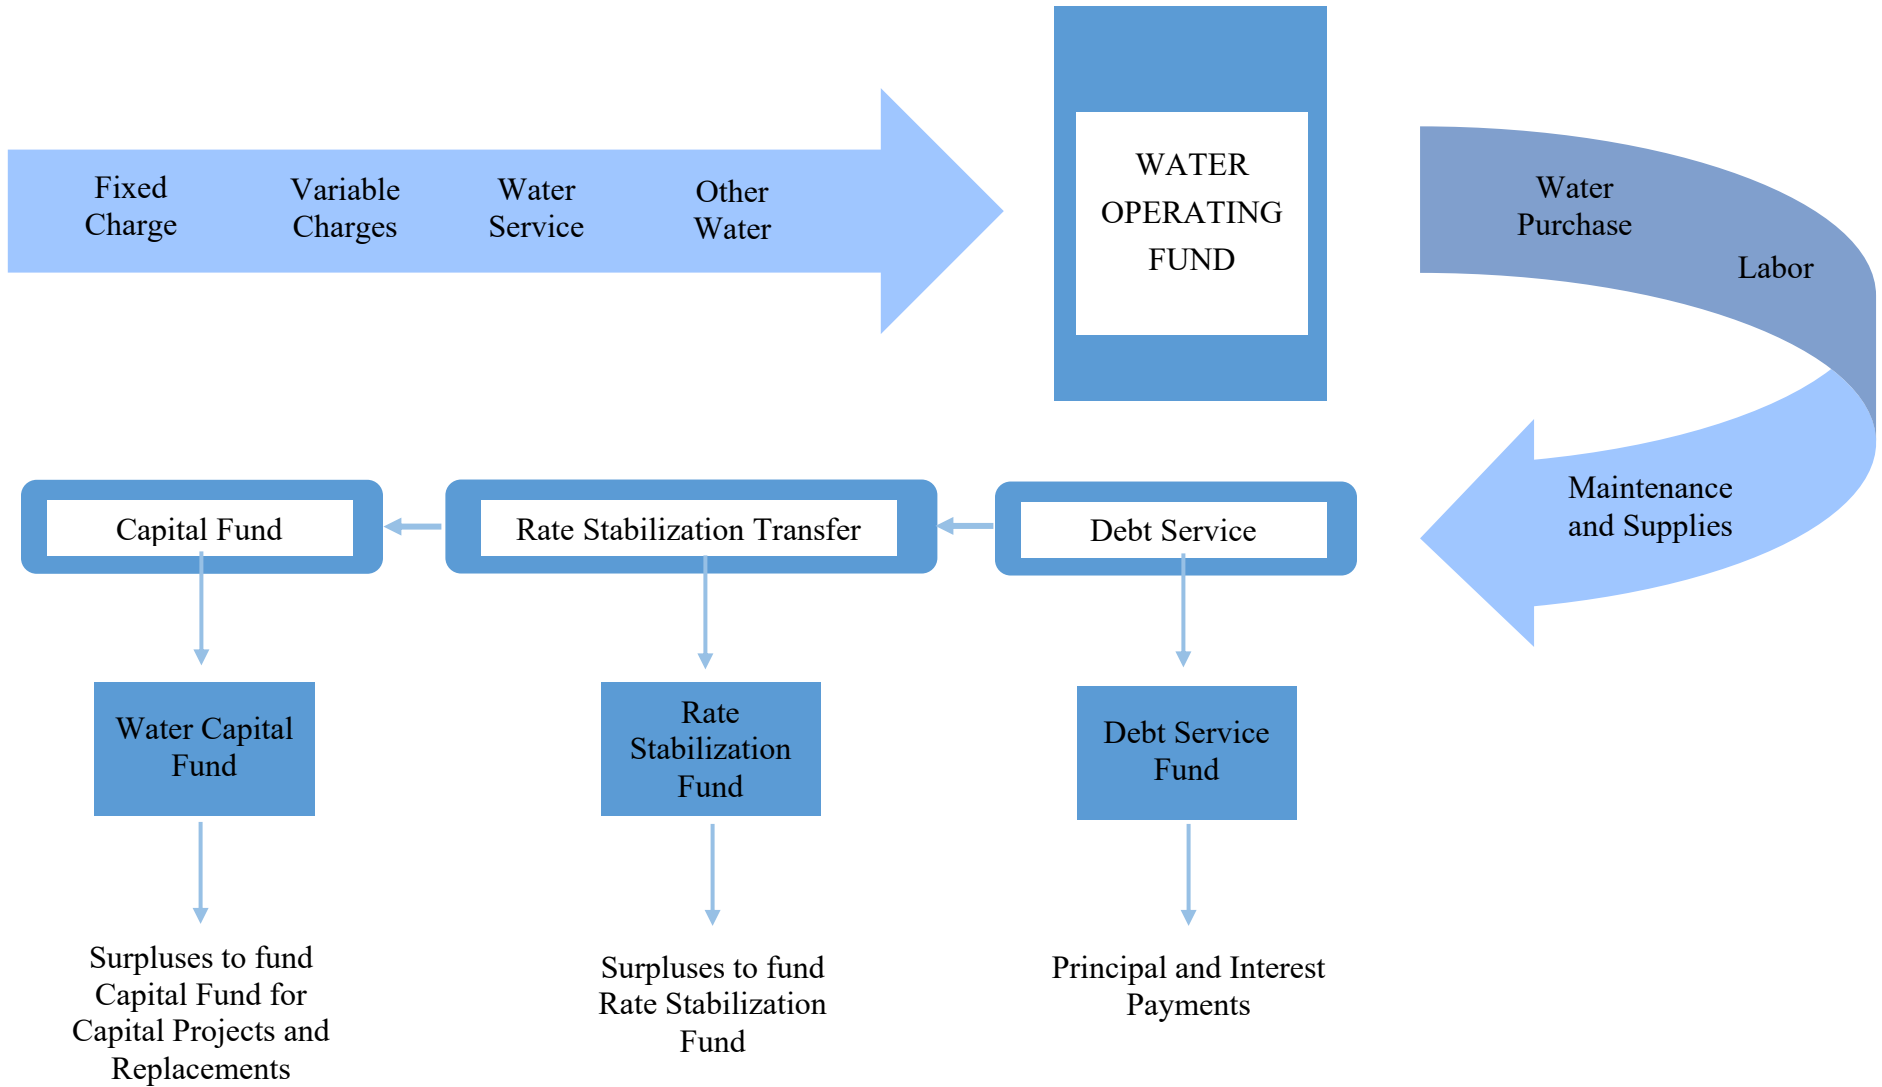 Fixed
Charge
Variable
Charges
Water
Service
Other
Water
WATER
OPERATING
FUND
Water
Purchase
Labor
Maintenance
and Supplies
Debt Service
Rate Stabilization Transfer
Capital Fund
Water Capital
Fund
Rate
Stabilization
Fund
Debt Service
Fund
Surpluses to fund
Capital Fund for
Capital Projects and
Replacements
Surpluses to fund
Rate Stabilization
Fund
Principal and Interest
Payments